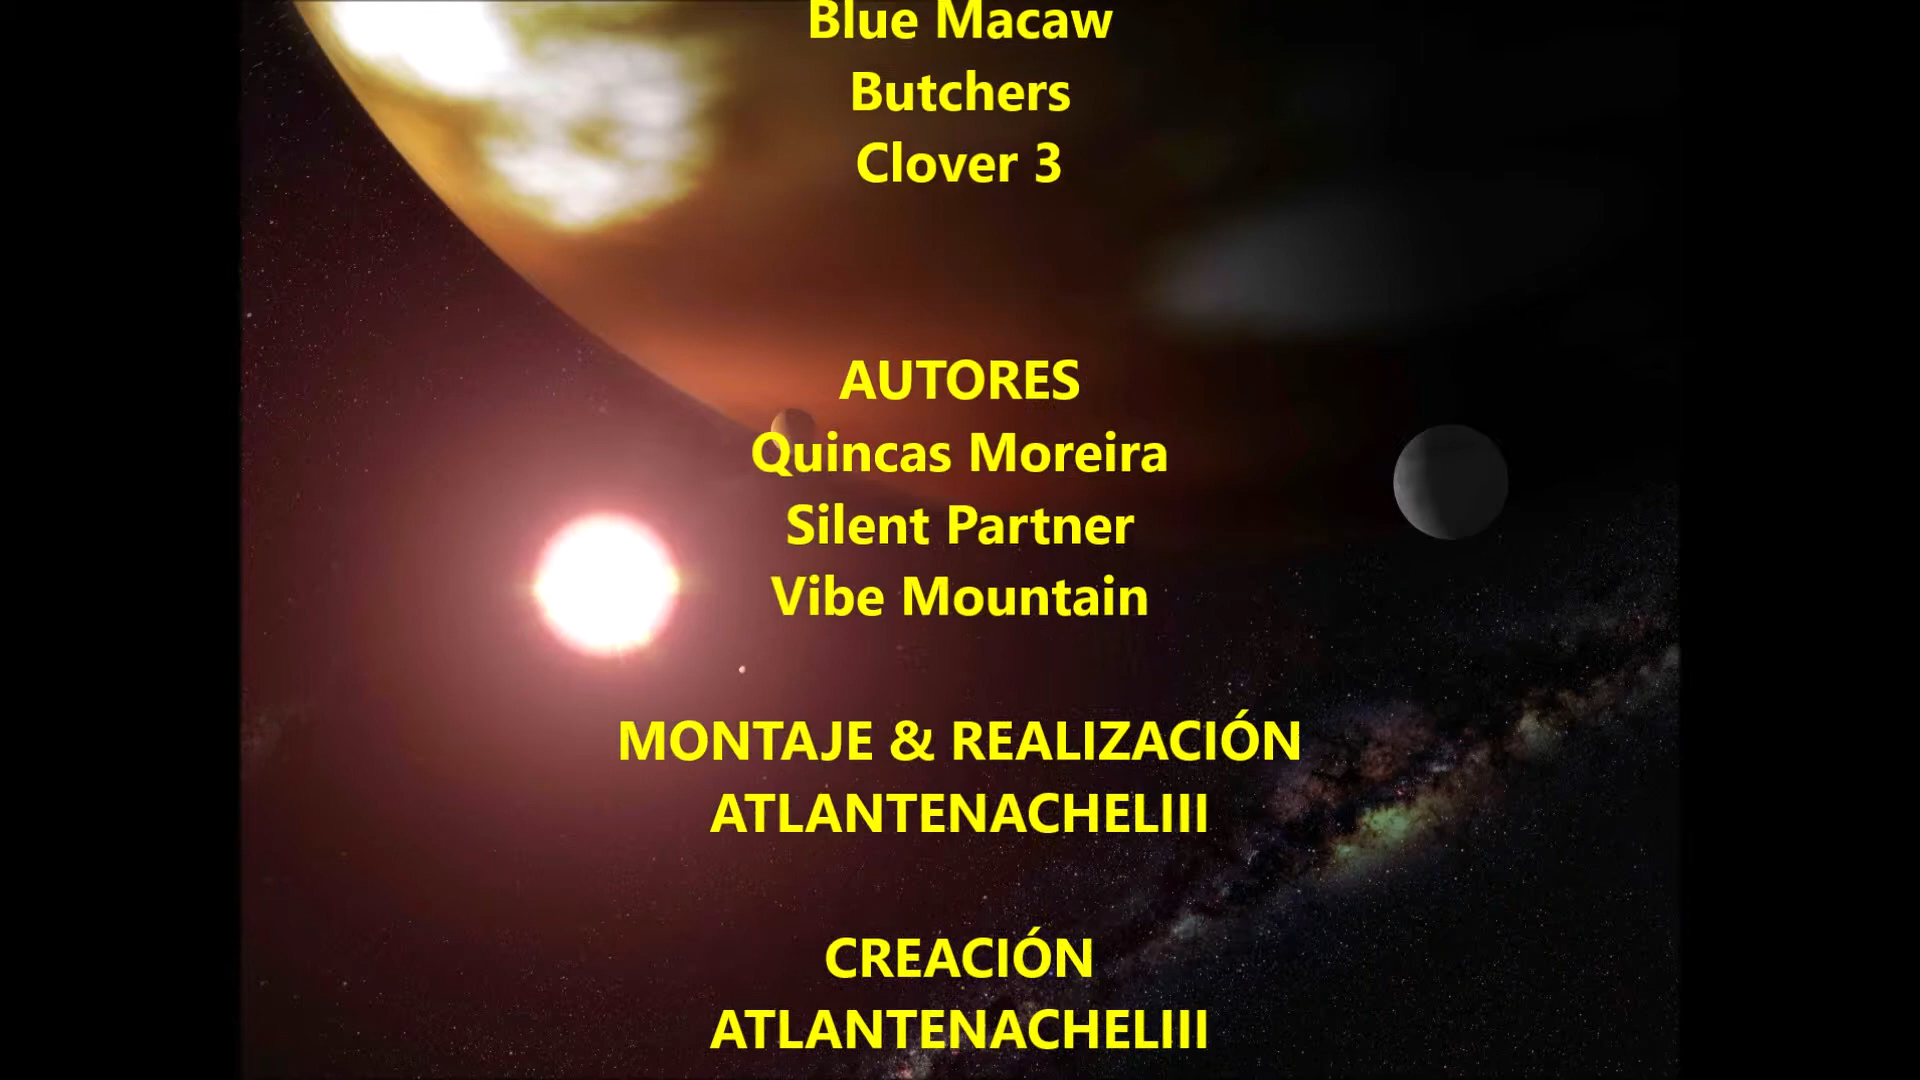 Blue Macaw
Butchers
Clover 3
AUTORES
Quincas Moreira
Silent Partner
Vibe Mountain
MONTAJE & REALIZACIÓN
ATLANTENACHELIII
CREACIÓN
ATLANTENACHELIII